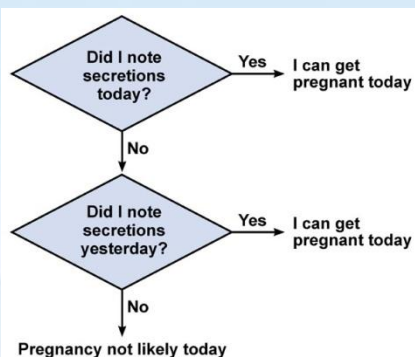 Did I note
secretions
today?
Yes
I can get
pregnant today
No
Did I note
secretions
yesterday?
Yes
I can get
pregnant today
No
Pregnancy not likely today